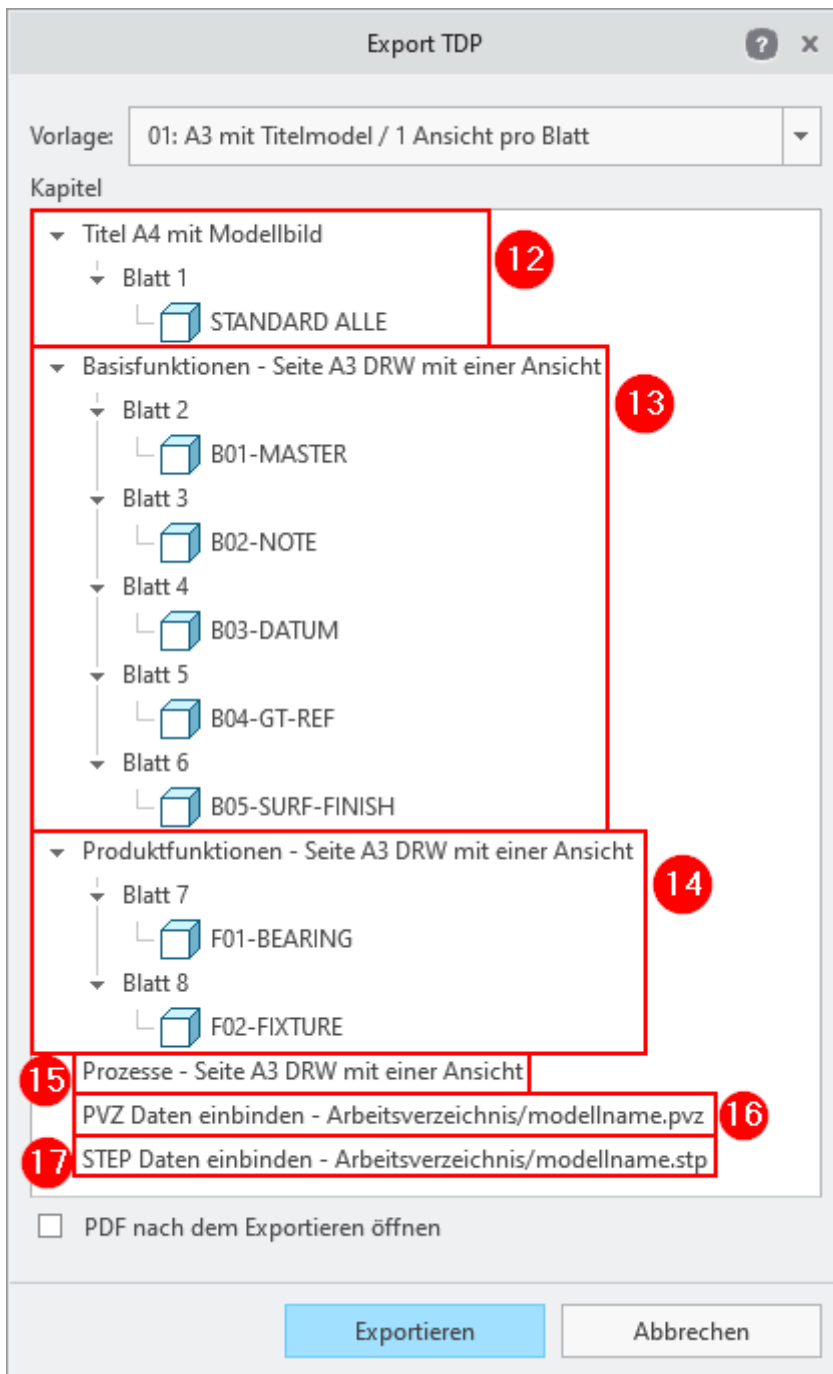 Export TDP
Vorlage: 01: A3 mit Titelmodel / 1 Ansicht pro Blatt
Kapitel
Titel A4 mit Modellbild
12
Blatt 1
STANDARD ALLE
Basisfunktionen - Seite A3 DRW mit einer Ansicht
13
Blatt 2
B01-MASTER
Blatt 3
B02-NOTE
Blatt 4
B03-DATUM
Blatt 5
B04-GT-REF
Blatt 6
B05-SURF-FINISH
Produktfunktionen - Seite A3 DRW mit einer Ansicht
14
Blatt 7
F01-BEARING
Blatt 8
F02-FIXTURE
15 Prozesse - Seite A3 DRW mit einer Ansicht
PVZ Daten einbinden - Arbeitsverzeichnis/modellname.pvz 16
17 STEP Daten einbinden - Arbeitsverzeichnis/modellname.stp
PDF nach dem Exportieren öffnen
Exportieren Abbrechen